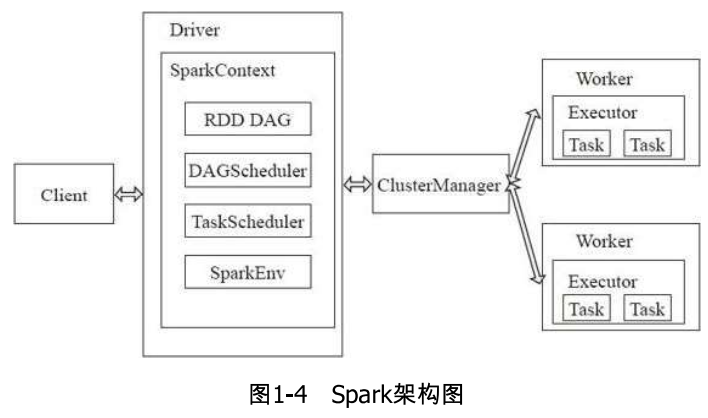 Driver
SparkContext
RDD DAG
DAGScheduler
TaskScheduler
SparkEnv
Client
ClusterManager
Worker
Executor
Task Task
Worker
Executor
Task Task
图1-4 Spark架构图